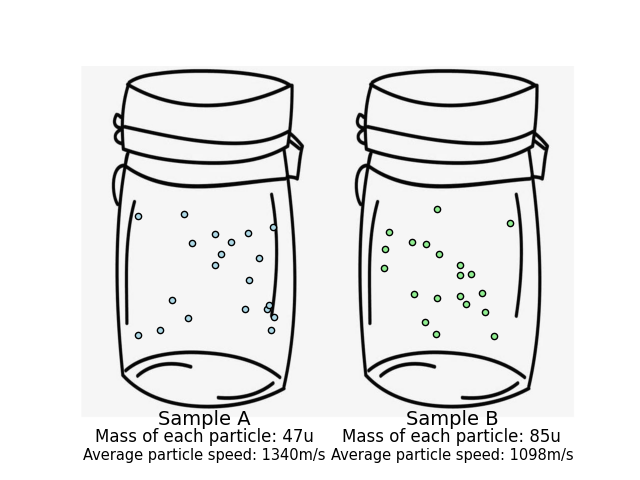 Sample A
Mass of each particle: 47u
Average particle speed: 1340m/s
Sample B
Mass of each particle: 85u
Average particle speed: 1098m/s